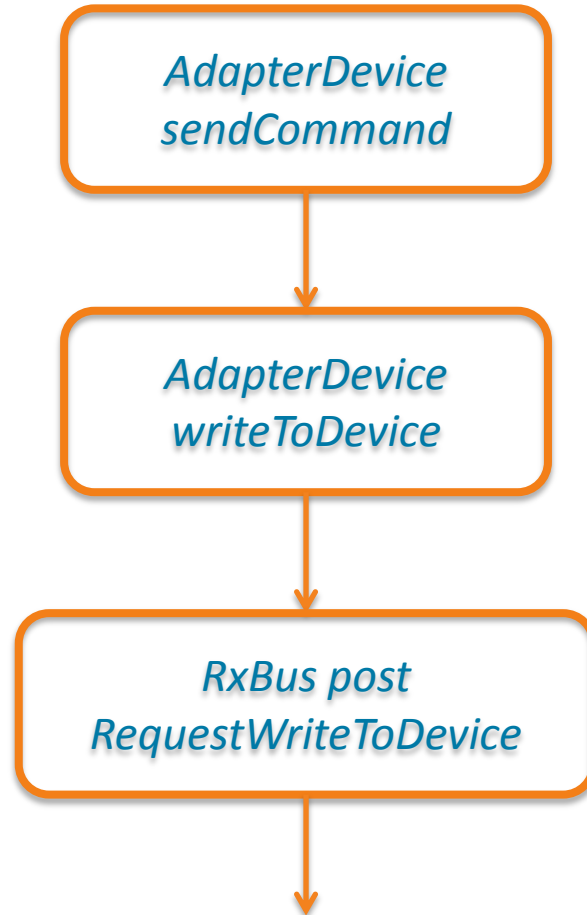 AdapterDevice
sendCommand
AdapterDevice
writeToDevice
RxBus post
RequestWriteToDevice